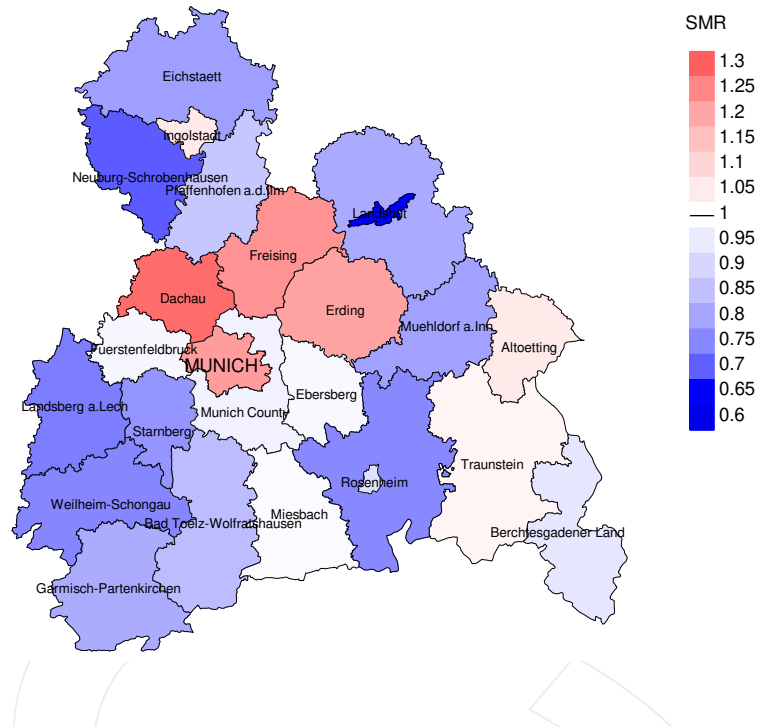 SMR
1.3
1.25
1.2
1.15
1.1
1.05
1
0.95
0.9
0.85
0.8
0.75
0.7
0.65
0.6
Eichstaett
Ingolstadt
Neuburg-Schrobenhausen
Pfaffenhofen a.d.Ilm
Landshut
Freising
Dachau
Erding
Muehldorf a.Inn
Altoetting
Fuerstenfeldbruck
MUNICH
Ebersberg
Landsberg a.Lech
Munich County
Starnberg
Traunstein
Rosenheim
Weilheim-Schongau
Miesbach
Bad Toelz-Wolfratshausen
Berchtesgadener Land
Garmisch-Partenkirchen